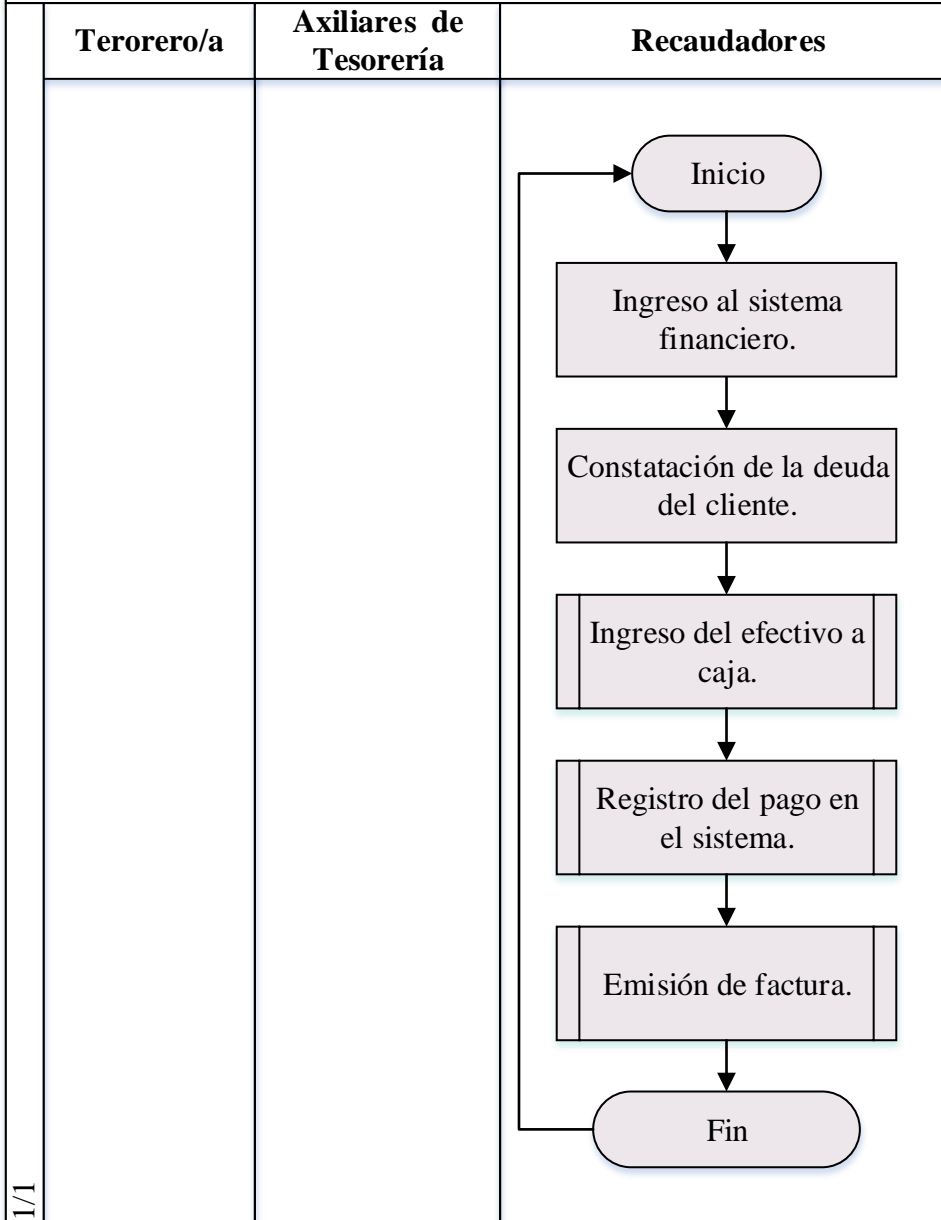 Terorero/a
Axiliares de
Tesorería
Recaudadores
Inicio
Ingreso al sistema
financiero.
Constatación de la deuda
del cliente.
Ingreso del efectivo a
caja.
Registro del pago en
el sistema.
Emisión de factura.
Fin
1/1